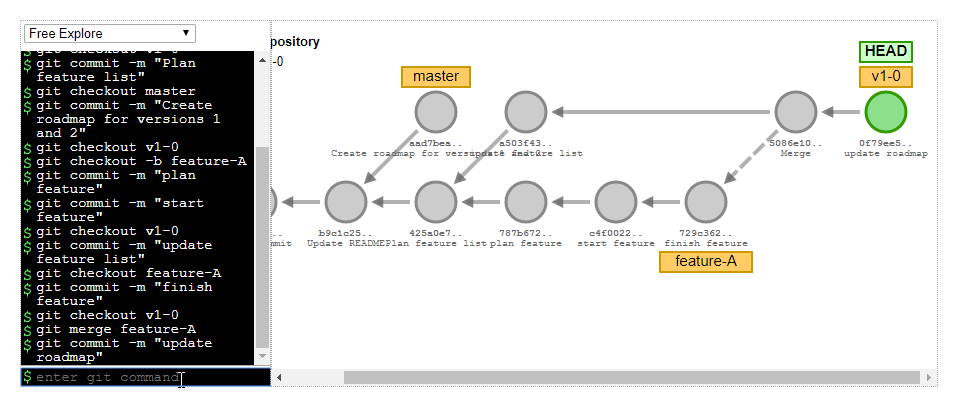 Free Explore
$ git checkout v1-0
$ git commit -m "Plan
feature list"
$ git checkout master
$ git commit -m "Create
roadmap for versions 1
and 2"
$ git checkout v1-0
$ git checkout -b feature-A
$ git commit -m "plan
feature"
$ git commit -m "start
feature"
$ git checkout v1-0
$ git commit -m "update
feature list"
$ git checkout feature-A
$ git commit -m "finish
feature"
$ git checkout v1-0
$ git merge feature-A
$ git commit -m "update
roadmap"
$ enter git command
pository
-0
HEAD
master
v1-0
aad7bea..
Create roadmap for versions 1 and 2
a503f43..
update feature list
5086e10..
Merge
0f79ee5..
update roadmap
..
mmit
b9c1c25..
Update README
425a0e7..
Plan feature list
787b672..
plan feature
c4f0022..
start feature
729c362..
finish feature
feature-A